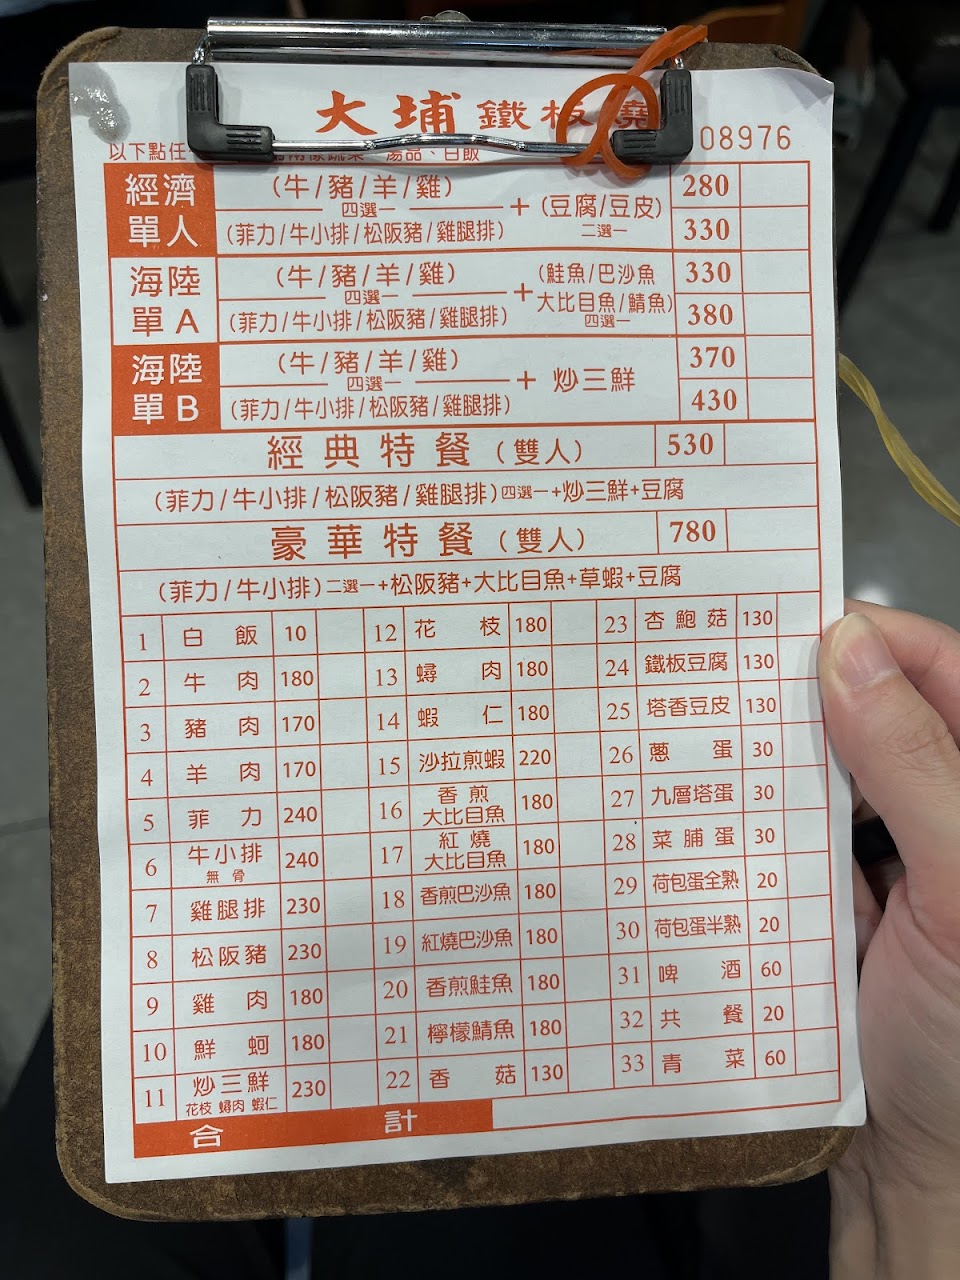 大埔鐵板燒
08976
以下點任
湯品、白飯
經濟單人
(牛/豬/羊/雞)
280
四選一
+(豆腐/豆皮)
二選一
(菲力/牛小排/松阪豬/雞腿排)
330
海陸單A
(牛/豬/羊/雞)
330
四選一
+(鮭魚/巴沙魚
大比目魚/鯖魚)
四選一
(菲力/牛小排/松阪豬/雞腿排)
380
海陸單B
(牛/豬/羊/雞)
370
四選一
+炒三鮮
(菲力/牛小排/松阪豬/雞腿排)
430
經典特餐(雙人) 530
(菲力/牛小排/松阪豬/雞腿排)四選一+炒三鮮+豆腐
豪華特餐(雙人) 780
(菲力/牛小排)二選一+松阪豬+大比目魚+草蝦+豆腐
1 白飯 10
2 牛肉 180
3 豬肉 170
4 羊肉 170
5 菲力 240
6 牛小排 無骨 240
7 雞腿排 230
8 松阪豬 230
9 雞肉 180
10 鮮蚵 180
11 炒三鮮 花枝 蟳肉 蝦仁 230
12 花枝 180
13 蟳肉 180
14 蝦仁 180
15 沙拉煎蝦 220
16 香煎大比目魚 180
17 紅燒大比目魚 180
18 香煎巴沙魚 180
19 紅燒巴沙魚 180
20 香煎鮭魚 180
21 檸檬鯖魚 180
22 香菇 130
23 杏鮑菇 130
24 鐵板豆腐 130
25 塔香豆皮 130
26 蔥蛋 30
27 九層塔蛋 30
28 菜脯蛋 30
29 荷包蛋全熟 20
30 荷包蛋半熟 20
31 啤酒 60
32 共餐 20
33 青菜 60
合計